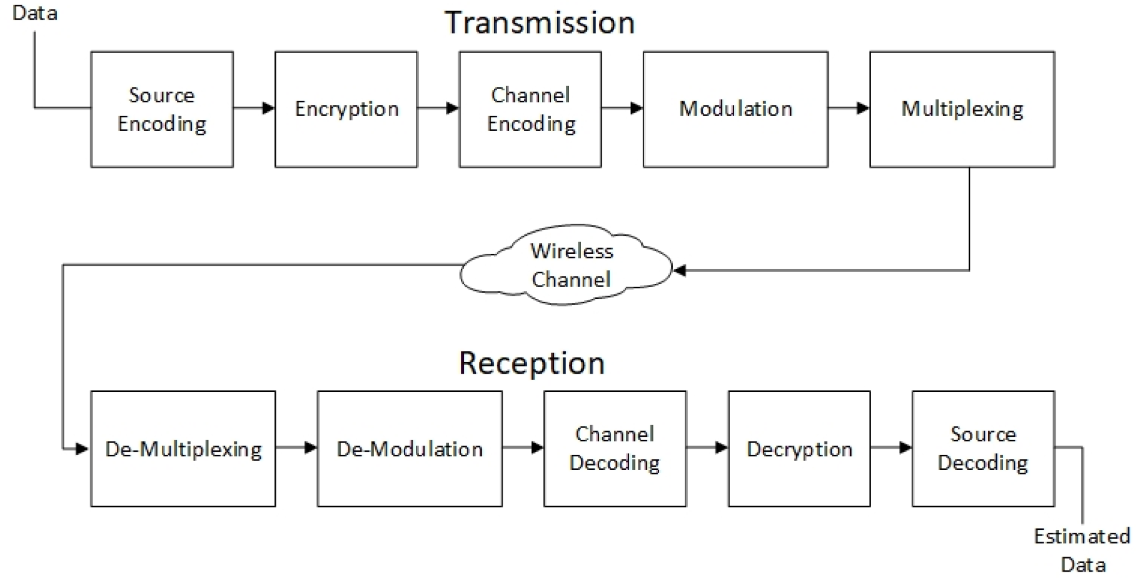 Data
Transmission
Source
Encoding
Encryption
Channel
Encoding
Modulation
Multiplexing
Wireless
Channel
Reception
De-Multiplexing
De-Modulation
Channel
Decoding
Decryption
Source
Decoding
Estimated
Data